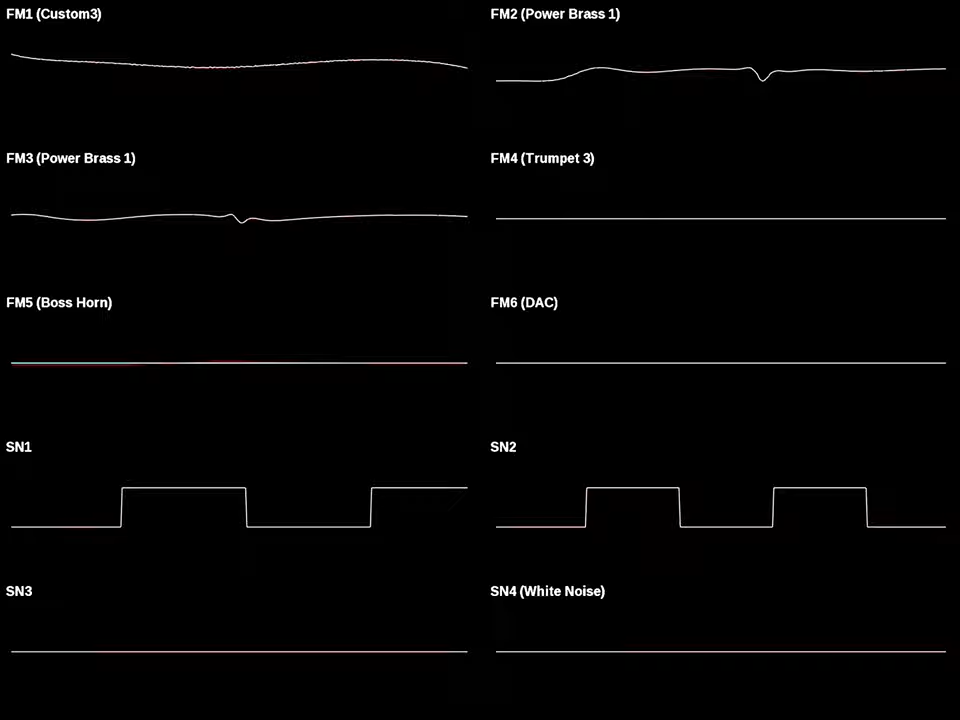 FM1 (Custom3)
FM2 (Power Brass 1)
FM3 (Power Brass 1)
FM4 (Trumpet 3)
FM5 (Boss Horn)
FM6 (DAC)
SN1
SN2
SN3
SN4 (White Noise)